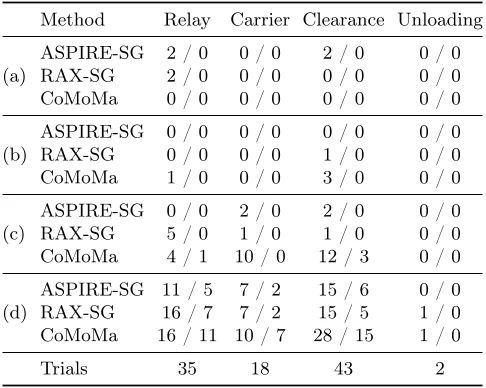 Method Relay Carrier Clearance Unloading
ASPIRE-SG 2 / 0 0 / 0 2 / 0 0 / 0
(a) RAX-SG 2 / 0 0 / 0 0 / 0 0 / 0
CoMoMa 0 / 0 0 / 0 0 / 0 0 / 0
ASPIRE-SG 0 / 0 0 / 0 0 / 0 0 / 0
(b) RAX-SG 0 / 0 0 / 0 1 / 0 0 / 0
CoMoMa 1 / 0 0 / 0 3 / 0 0 / 0
ASPIRE-SG 0 / 0 2 / 0 2 / 0 0 / 0
(c) RAX-SG 5 / 0 1 / 0 1 / 0 0 / 0
CoMoMa 4 / 1 10 / 0 12 / 3 0 / 0
ASPIRE-SG 11 / 5 7 / 2 15 / 6 0 / 0
(d) RAX-SG 16 / 7 7 / 2 15 / 5 1 / 0
CoMoMa 16 / 11 10 / 7 28 / 15 1 / 0
Trials 35 18 43 2